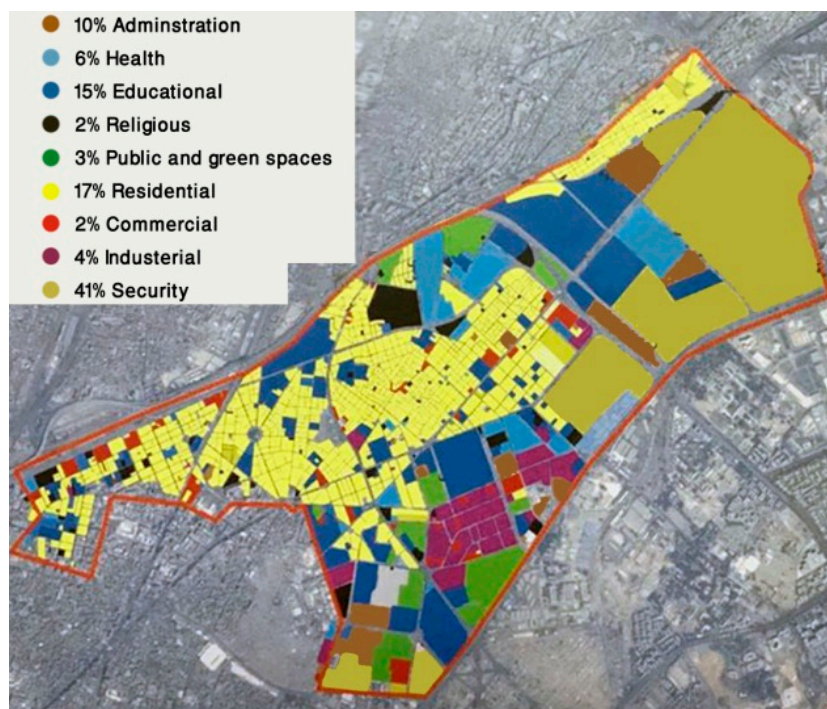 10% Adminstration
6% Health
15% Educational
2% Religious
3% Public and green spaces
17% Residential
2% Commercial
4% Industerial
41% Security